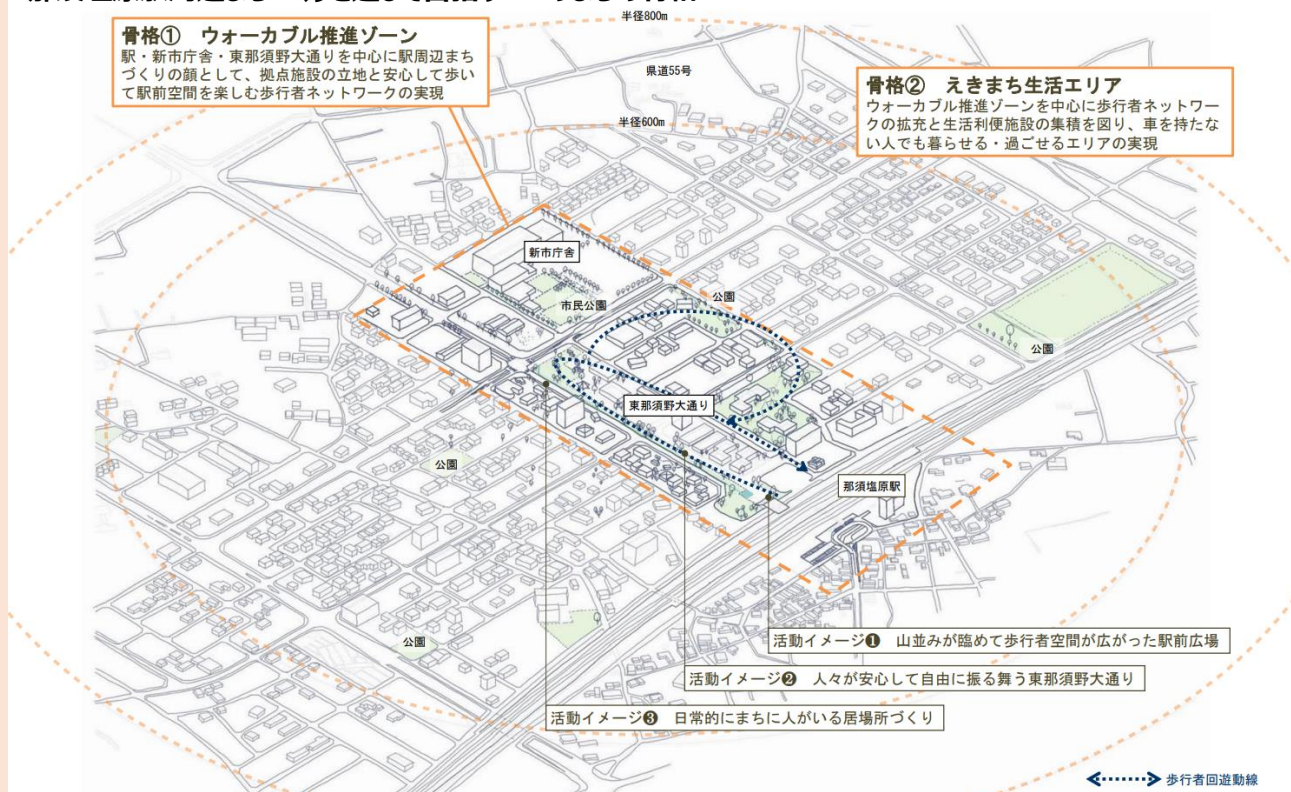 半径800m
骨格① ウォーカブル推進ゾーン
駅・新市庁舎・東那須野大通りを中心に駅周辺まち
づくりの顔として、拠点施設の立地と安心して歩い
て駅前空間を楽しむ歩行者ネットワークの実現
県道55号
骨格② えきまち生活エリア
ウォーカブル推進ゾーンを中心に歩行者ネットワー
クの拡充と生活利便施設の集積を図り、車を持たな
い人でも暮らせる・過ごせるエリアの実現
半径600m
新市庁舎
市民公園
公園
公園
東那須野大通り
公園
那須塩原駅
公園
活動イメージ❶ 山並みが臨めて歩行者空間が広がった駅前広場
活動イメージ❷ 人々が安心して自由に振る舞う東那須野大通り
活動イメージ❸ 日常的にまちに人がいる居場所づくり
歩行者回遊動線